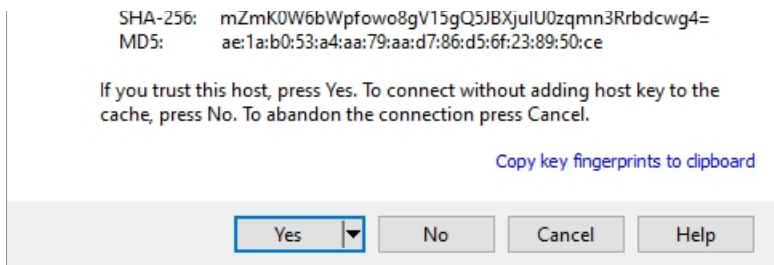 SHA-256: mZmK0W6bWpfowo8gV15gQ5JBXjulU0zqmn3Rrbdcwg4=
MD5: ae:1a:b0:53:a4:aa:79:aa:d7:86:d5:6f:23:89:50:ce
If you trust this host, press Yes. To connect without adding host key to the
cache, press No. To abandon the connection press Cancel.
Copy key fingerprints to clipboard
Yes No Cancel Help